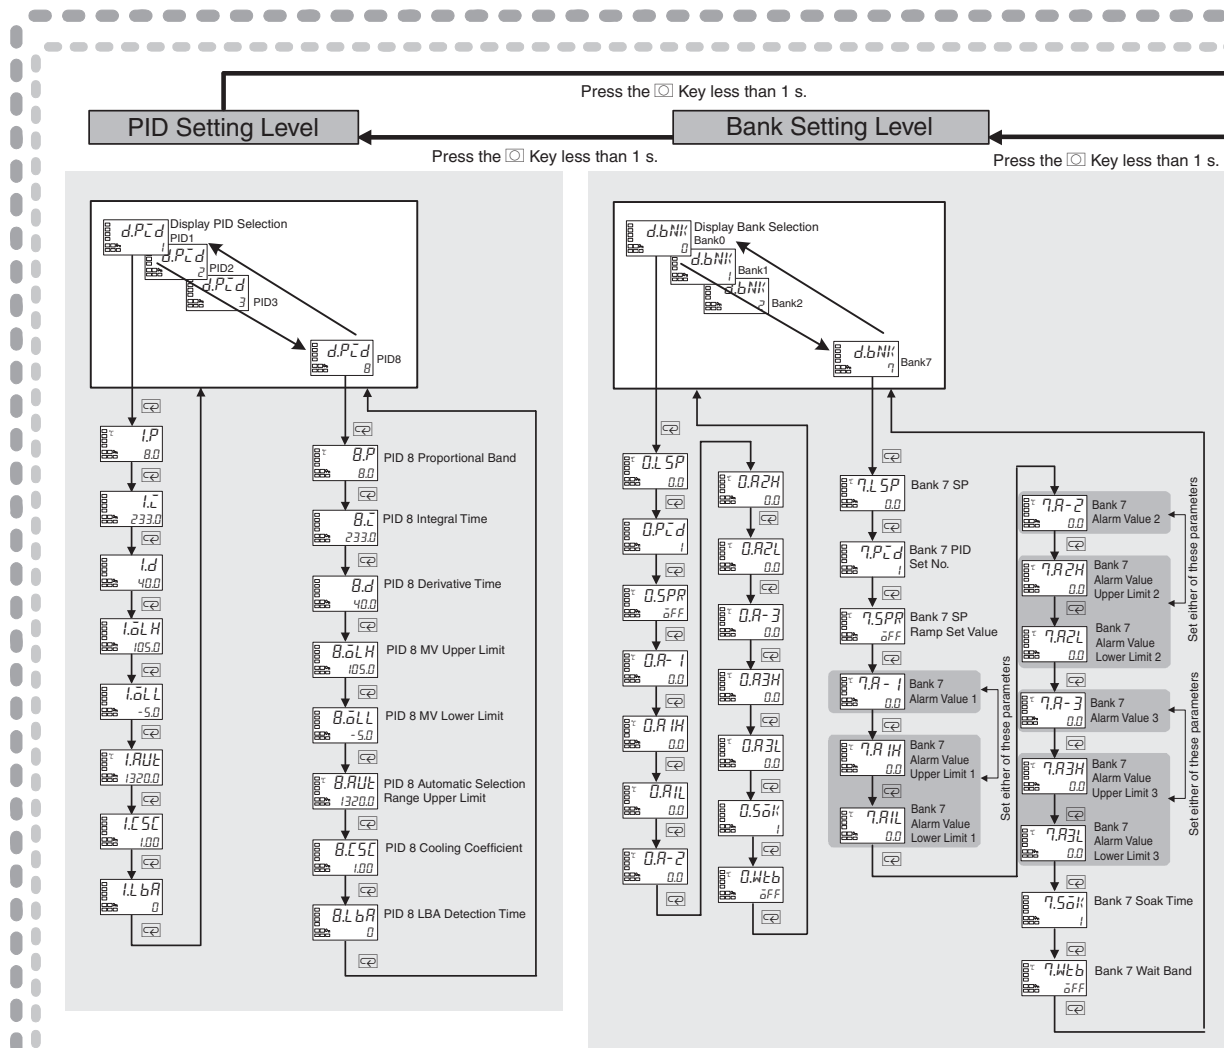 Press the Key less than 1 s.
PID Setting Level
Bank Setting Level
Press the Key less than 1 s.
Press the Key less than 1 s.
d.PID
1
Display PID Selection
PID1
d.PID
2
PID2
d.PID
3
PID3
d.PID
8
PID8
1.P
8.0
1.I
233.0
1.d
40.0
1.oLH
105.0
1.oLL
-5.0
1.AUt
1320.0
1.CSC
1.00
1.LbA
0
8.P
8.0
PID 8 Proportional Band
8.I
233.0
PID 8 Integral Time
8.d
40.0
PID 8 Derivative Time
8.oLH
105.0
PID 8 MV Upper Limit
8.oLL
-5.0
PID 8 MV Lower Limit
8.AUt
1320.0
PID 8 Automatic Selection
Range Upper Limit
8.CSC
1.00
PID 8 Cooling Coefficient
8.LbA
0
PID 8 LBA Detection Time
d.bNK
0
Display Bank Selection
Bank0
d.bNK
1
Bank1
d.bNK
2
Bank2
d.bNK
7
Bank7
0.LSP
0.0
0.PID
1
0.SPR
oFF
0.A-1
0.0
0.A1H
0.0
0.A1L
0.0
0.A-2
0.0
0.A2H
0.0
0.A2L
0.0
0.A-3
0.0
0.A3H
0.0
0.A3L
0.0
0.SoK
1
0.Wtb
oFF
7.LSP
0.0
Bank 7 SP
7.PID
1
Bank 7 PID
Set No.
7.SPR
oFF
Bank 7 SP
Ramp Set Value
7.A-1
0.0
Bank 7
Alarm Value 1
7.A1H
0.0
Bank 7
Alarm Value
Upper Limit 1
7.A1L
0.0
Bank 7
Alarm Value
Lower Limit 1
Set either of these parameters
7.A-2
0.0
Bank 7
Alarm Value 2
7.A2H
0.0
Bank 7
Alarm Value
Upper Limit 2
7.A2L
0.0
Bank 7
Alarm Value
Lower Limit 2
Set either of these parameters
7.A-3
0.0
Bank 7
Alarm Value 3
7.A3H
0.0
Bank 7
Alarm Value
Upper Limit 3
7.A3L
0.0
Bank 7
Alarm Value
Lower Limit 3
Set either of these parameters
7.SoK
1
Bank 7 Soak Time
7.Wtb
oFF
Bank 7 Wait Band